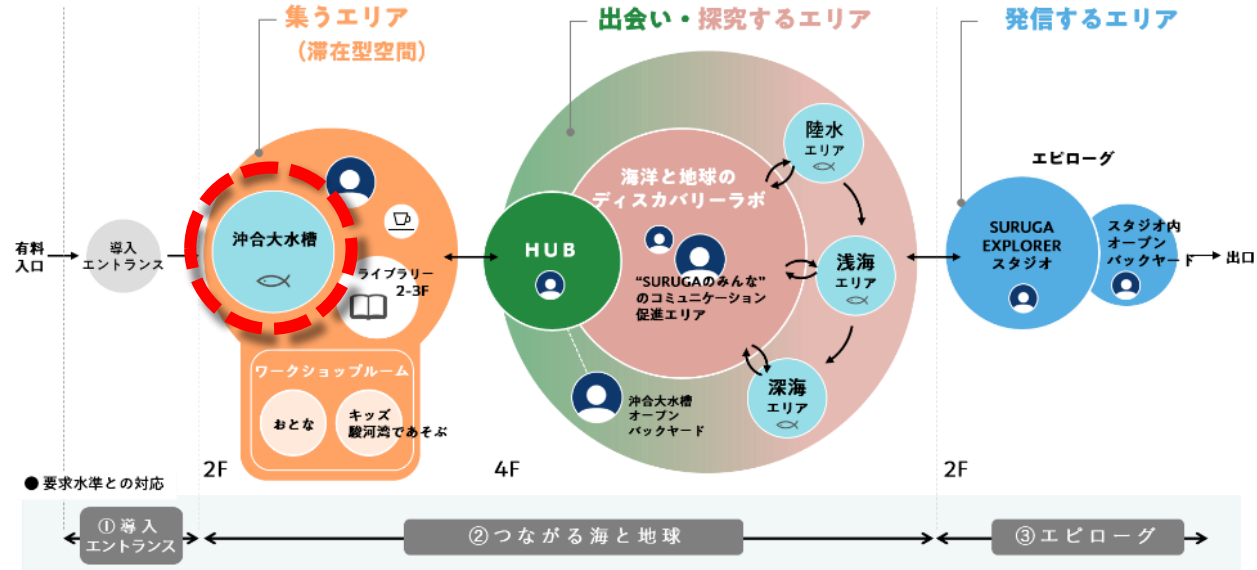 集うエリア
（滞在型空間）
出会い・探究するエリア
発信するエリア
有料
入口
導入
エントランス
沖合大水槽
ライブラリー
2-3F
ワークショップルーム
おとな
キッズ
駿河湾であそぶ
2F
HUB
海洋と地球の
ディスカバリーラボ
“SURUGAのみんな”
のコミュニケーション
促進エリア
沖合大水槽
オープン
バックヤード
陸水
エリア
浅海
エリア
深海
エリア
4F
エピローグ
SURUGA
EXPLORER
スタジオ
スタジオ内
オープン
バックヤード
出口
2F
● 要求水準との対応
①導入
エントランス
②つながる海と地球
③エピローグ